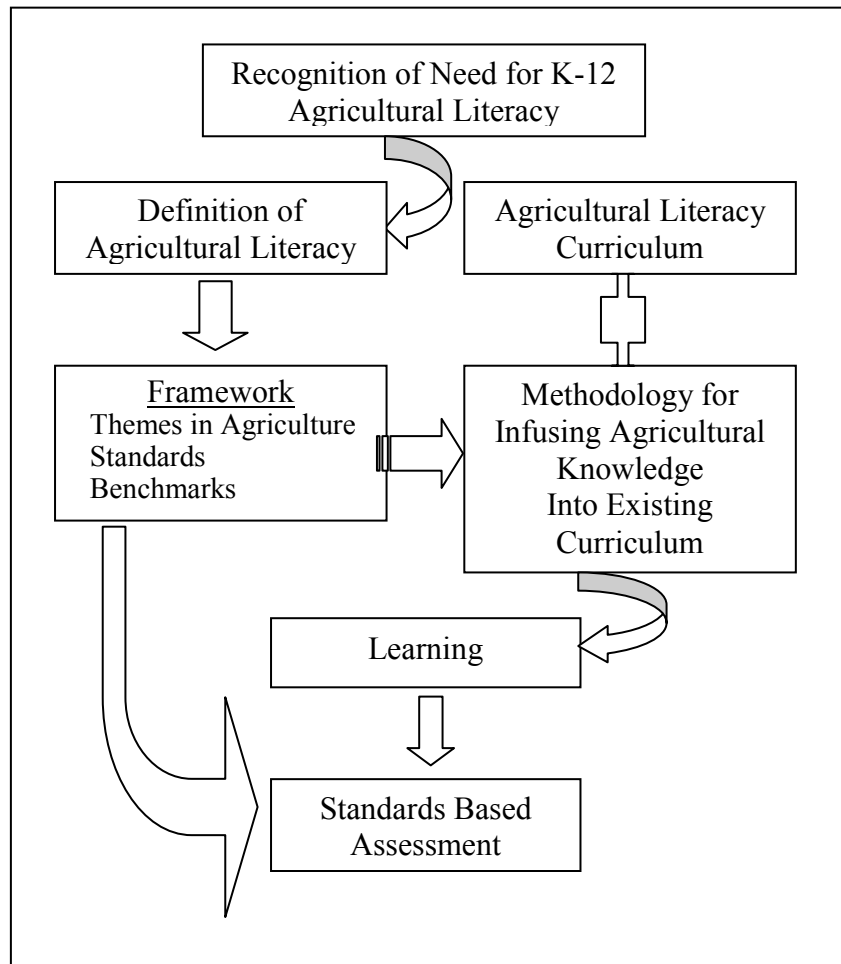 Recognition of Need for K-12
Agricultural Literacy
Definition of
Agricultural Literacy
Agricultural Literacy
Curriculum
Framework
Themes in Agriculture
Standards
Benchmarks
Methodology for
Infusing Agricultural
Knowledge
Into Existing
Curriculum
Learning
Standards Based
Assessment